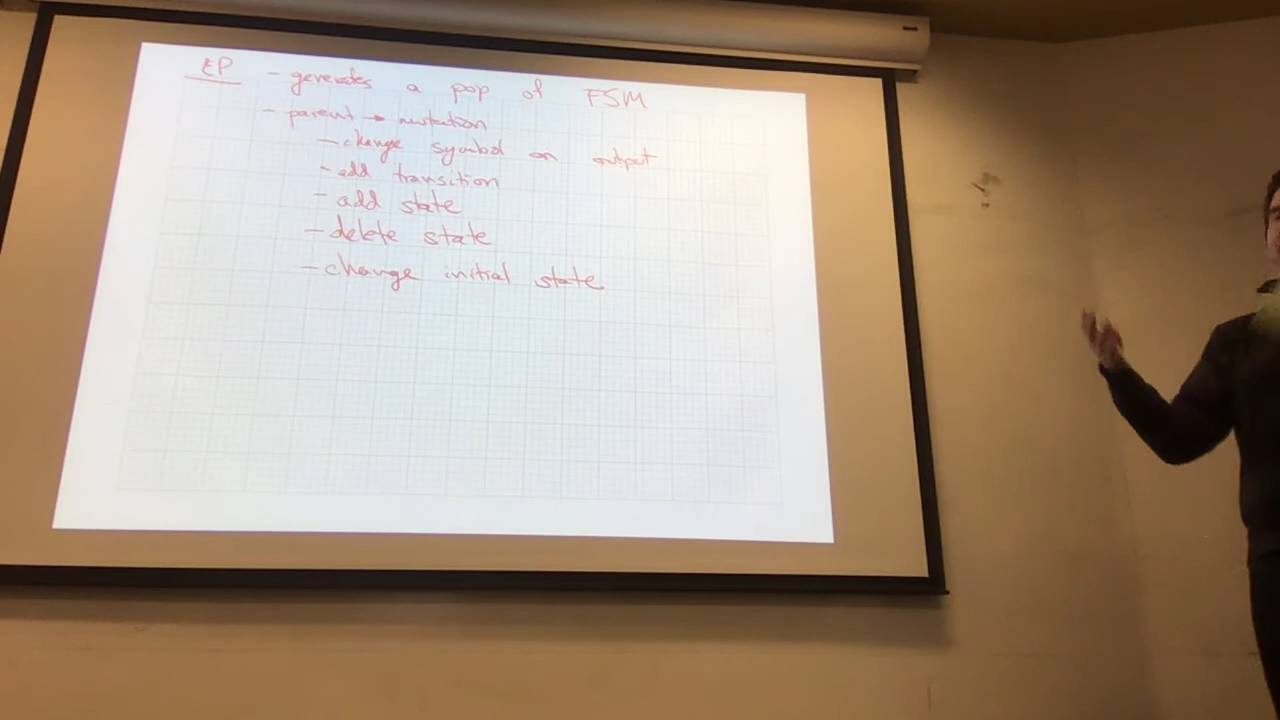 EP - generates a pop of FSM
- parent → mutation
- change symbol on output
- add transition
- add state
- delete state
- change initial state